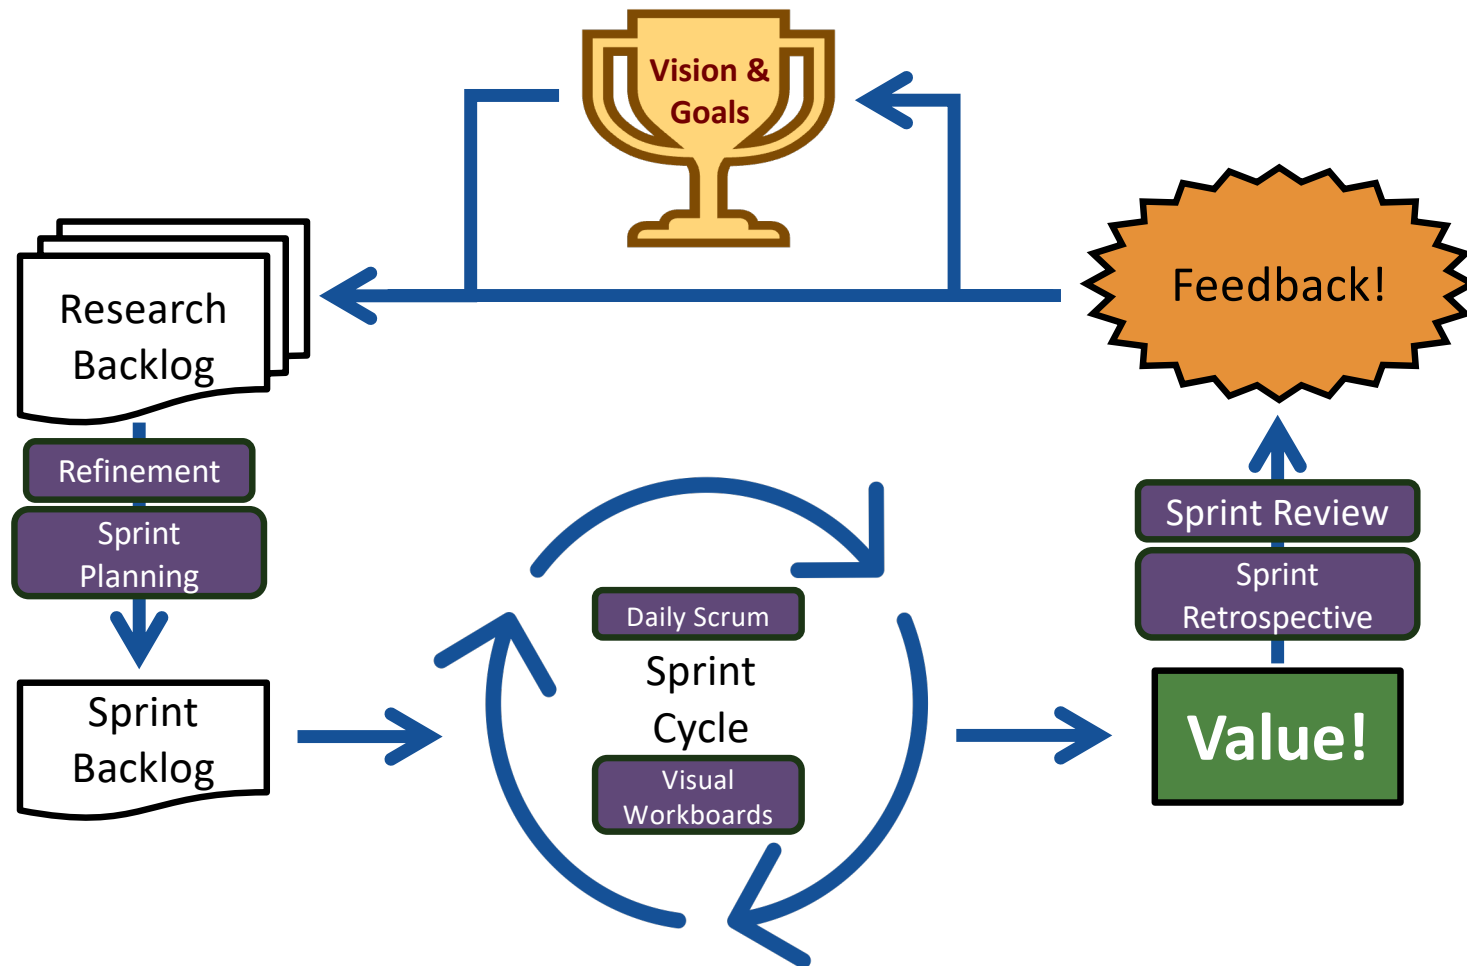 Vision &
Goals
Research
Backlog
Feedback!
Refinement
Sprint
Planning
Sprint Review
Sprint
Retrospective
Daily Scrum
Sprint
Cycle
Visual
Workboards
Sprint
Backlog
Value!